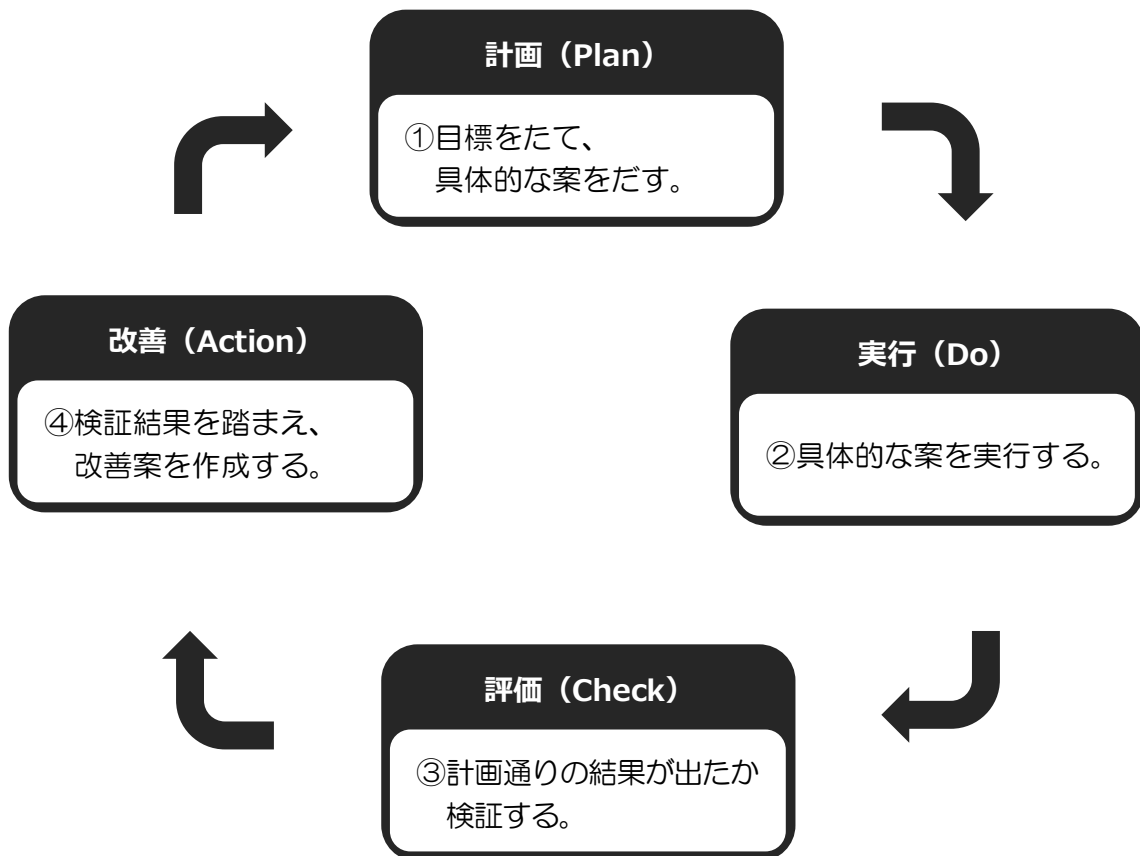 計画（Plan）
①目標をたて、
具体的な案をだす。
実行（Do）
②具体的な案を実行する。
評価（Check）
③計画通りの結果が出たか
検証する。
改善（Action）
④検証結果を踏まえ、
改善案を作成する。